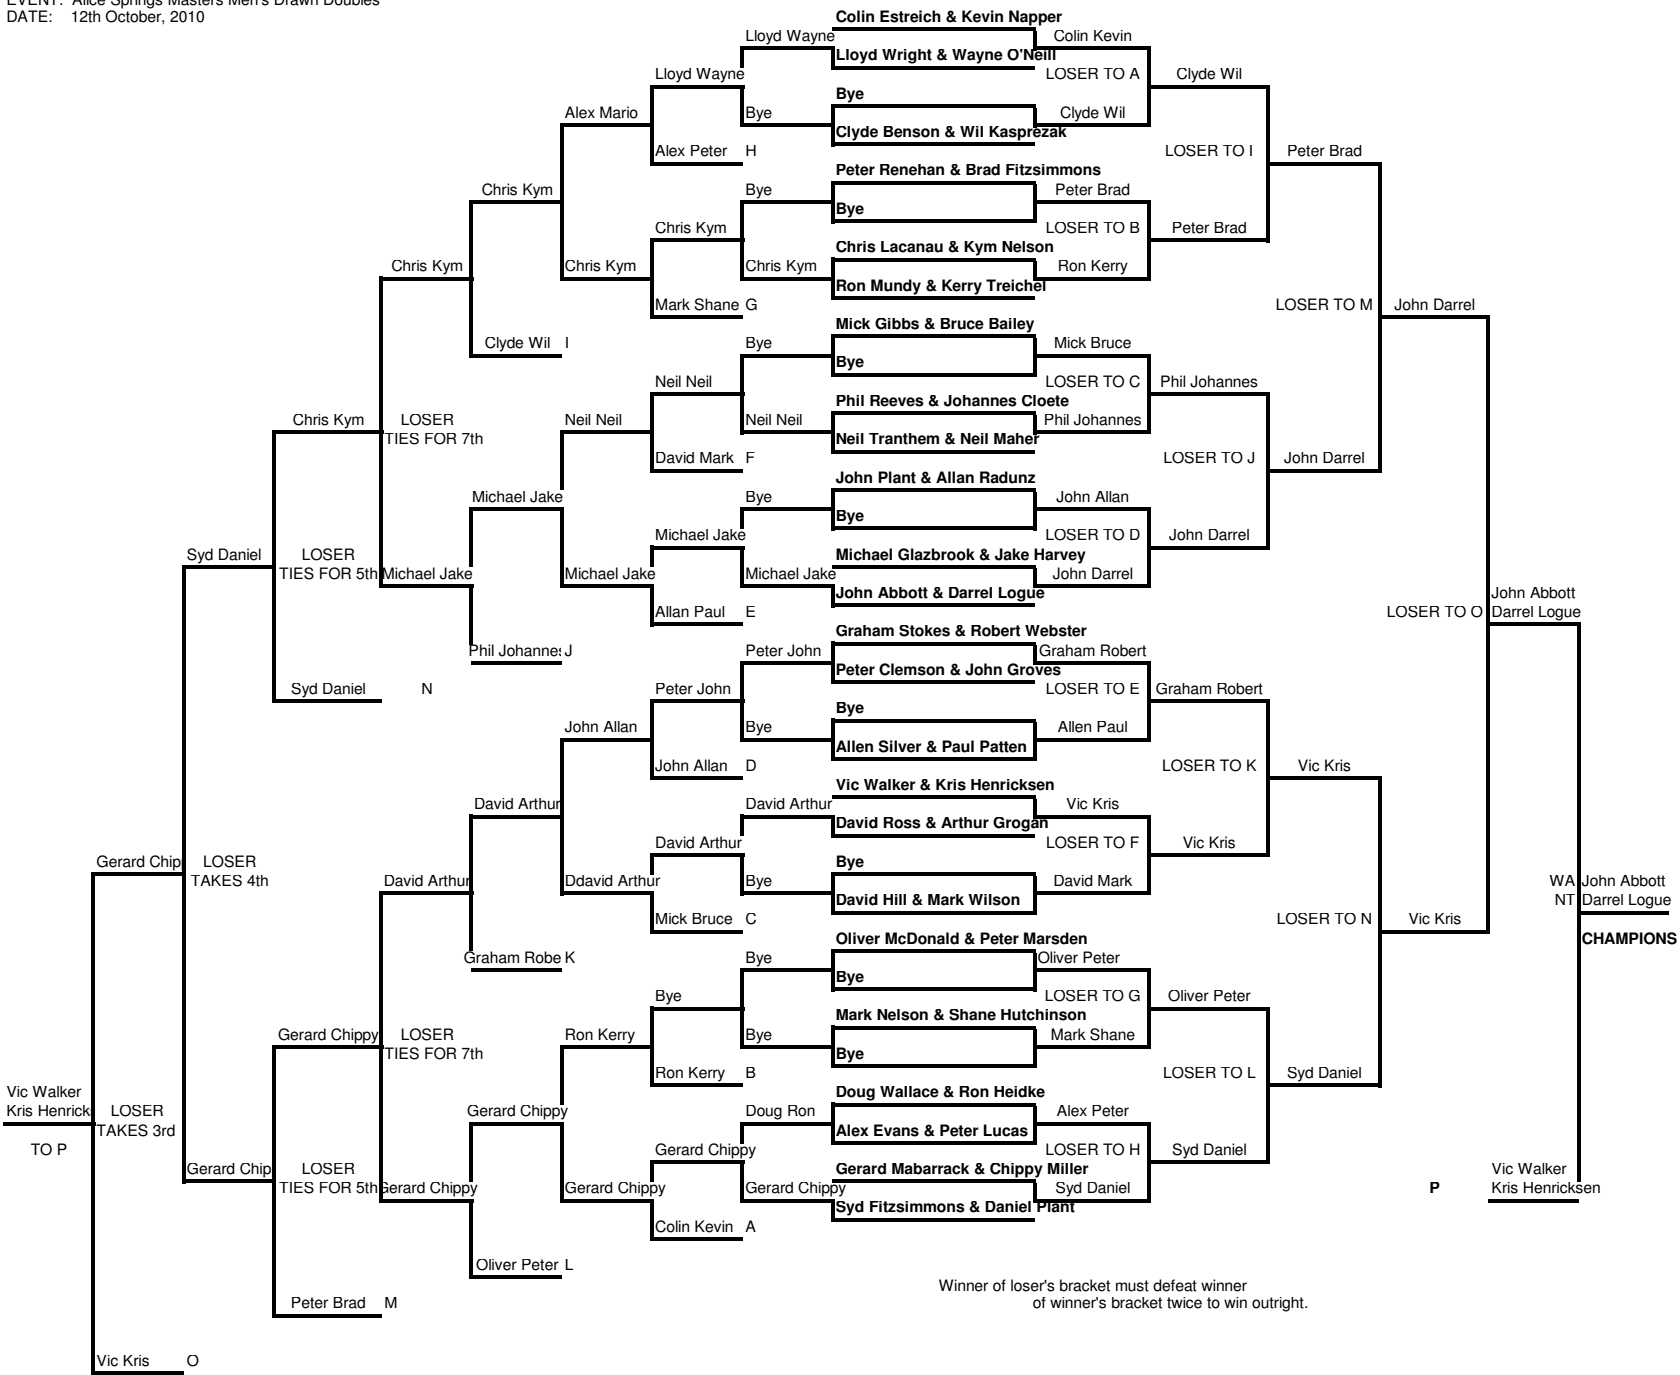 EVENT: Alice Springs Masters Men's Drawn Doubles
DATE: 12th October, 2010
Colin Estreich & Kevin Napper
Lloyd Wayne
Colin Kevin
Lloyd Wright & Wayne O'Neill
Lloyd Wayne
LOSER TO A
Clyde Wil
Bye
Alex Mario
Bye
Clyde Wil
Clyde Benson & Wil Kasprezak
Alex Peter H
LOSER TO I
Peter Brad
Peter Renehan & Brad Fitzsimmons
Chris Kym
Bye
Peter Brad
Bye
Chris Kym
LOSER TO B
Peter Brad
Chris Lacanau & Kym Nelson
Chris Kym
Chris Kym
Chris Kym
Ron Kerry
Ron Mundy & Kerry Treichel
Mark Shane G
LOSER TO M
John Darrel
Mick Gibbs & Bruce Bailey
Clyde Wil I
Bye
Mick Bruce
Bye
Neil Neil
LOSER TO C
Phil Johannes
Phil Reeves & Johannes Cloete
Chris Kym
LOSER
Neil Neil
Neil Neil
Phil Johannes
TIES FOR 7th
Neil Tranthem & Neil Maher
David Mark F
LOSER TO J
John Darrel
John Plant & Allan Radunz
Michael Jake
Bye
John Allan
Bye
Michael Jake
LOSER TO D
John Darrel
Syd Daniel
LOSER
Michael Glazbrook & Jake Harvey
TIES FOR 5th
Michael Jake
Michael Jake
Michael Jake
John Darrel
John Abbott & Darrel Logue
John Abbott
Allan Paul E
LOSER TO O
Darrel Logue
Graham Stokes & Robert Webster
Phil Johannes J
Peter John
Graham Robert
Peter Clemson & John Groves
Syd Daniel N
Peter John
LOSER TO E
Graham Robert
Bye
John Allan
Bye
Allen Paul
Allen Silver & Paul Patten
John Allan D
LOSER TO K
Vic Kris
Vic Walker & Kris Henricksen
David Arthur
David Arthur
Vic Kris
David Ross & Arthur Grogan
David Arthur
LOSER TO F
Vic Kris
Gerard Chip
LOSER
Bye
TAKES 4th
David Arthur
Ddavid Arthur
Bye
David Mark
WA John Abbott
David Hill & Mark Wilson
NT Darrel Logue
Mick Bruce C
LOSER TO N
Vic Kris
Oliver McDonald & Peter Marsden
CHAMPIONS
Graham Robe K
Bye
Oliver Peter
Bye
Bye
LOSER TO G
Oliver Peter
Mark Nelson & Shane Hutchinson
Gerard Chippy
LOSER
Ron Kerry
Bye
Mark Shane
TIES FOR 7th
Bye
Ron Kerry B
LOSER TO L
Syd Daniel
Vic Walker
Doug Wallace & Ron Heidke
Kris Henrick
LOSER
Gerard Chippy
Doug Ron
Alex Peter
TAKES 3rd
Alex Evans & Peter Lucas
TO P
Gerard Chippy
LOSER TO H
Syd Daniel
Gerard Chip
LOSER
Gerard Mabarrack & Chippy Miller
Vic Walker
TIES FOR 5th
Gerard Chippy
Gerard Chippy
Gerard Chippy
Syd Daniel
P
Kris Henricksen
Syd Fitzsimmons & Daniel Plant
Colin Kevin A
Oliver Peter L
Winner of loser's bracket must defeat winner
Peter Brad M
of winner's bracket twice to win outright.
Vic Kris O